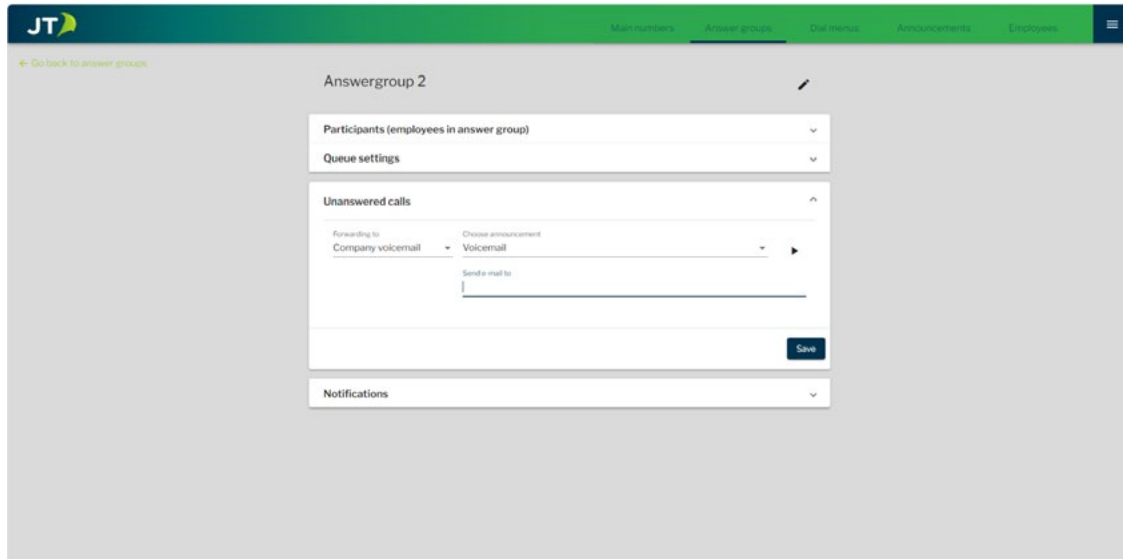 JT
Main numbers Answer groups Dial menus Announcements Employees
← Go back to answer groups
Answergroup 2
Participants (employees in answer group)
Queue settings
Unanswered calls
Forwarding to Choose announcement
Company voicemail Voicemail
Send e-mail to
Save
Notifications